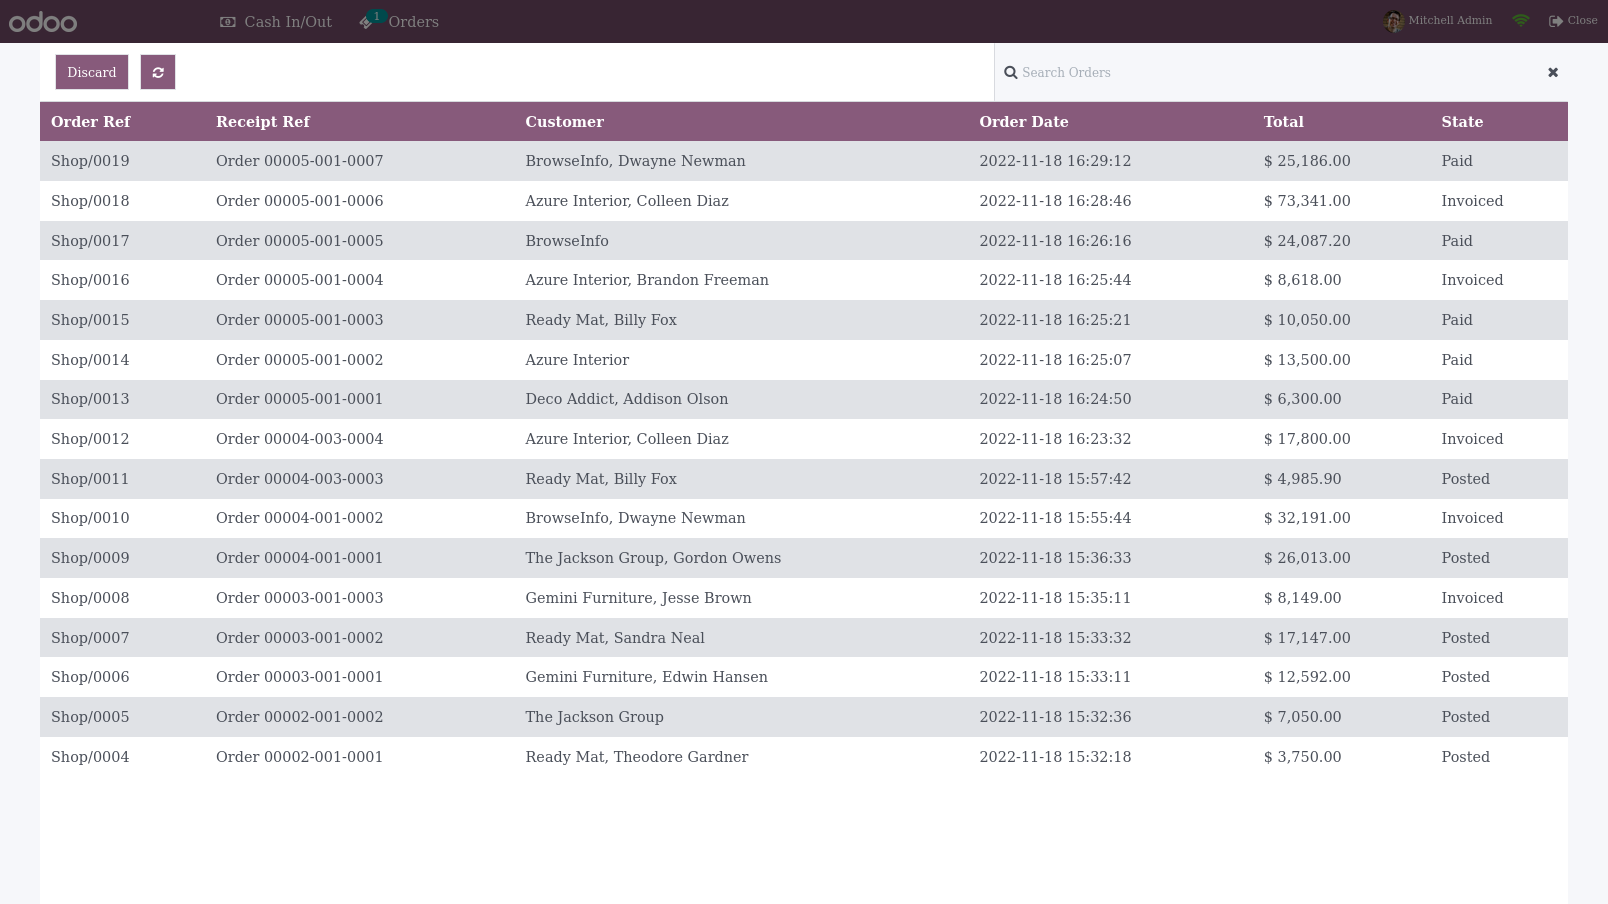 odoo Cash In/Out 1 Orders Mitchell Admin Close
Discard Search Orders
Order Ref Receipt Ref Customer Order Date Total State
Shop/0019 Order 00005-001-0007 BrowseInfo, Dwayne Newman 2022-11-18 16:29:12 $ 25,186.00 Paid
Shop/0018 Order 00005-001-0006 Azure Interior, Colleen Diaz 2022-11-18 16:28:46 $ 73,341.00 Invoiced
Shop/0017 Order 00005-001-0005 BrowseInfo 2022-11-18 16:26:16 $ 24,087.20 Paid
Shop/0016 Order 00005-001-0004 Azure Interior, Brandon Freeman 2022-11-18 16:25:44 $ 8,618.00 Invoiced
Shop/0015 Order 00005-001-0003 Ready Mat, Billy Fox 2022-11-18 16:25:21 $ 10,050.00 Paid
Shop/0014 Order 00005-001-0002 Azure Interior 2022-11-18 16:25:07 $ 13,500.00 Paid
Shop/0013 Order 00005-001-0001 Deco Addict, Addison Olson 2022-11-18 16:24:50 $ 6,300.00 Paid
Shop/0012 Order 00004-003-0004 Azure Interior, Colleen Diaz 2022-11-18 16:23:32 $ 17,800.00 Invoiced
Shop/0011 Order 00004-003-0003 Ready Mat, Billy Fox 2022-11-18 15:57:42 $ 4,985.90 Posted
Shop/0010 Order 00004-001-0002 BrowseInfo, Dwayne Newman 2022-11-18 15:55:44 $ 32,191.00 Invoiced
Shop/0009 Order 00004-001-0001 The Jackson Group, Gordon Owens 2022-11-18 15:36:33 $ 26,013.00 Posted
Shop/0008 Order 00003-001-0003 Gemini Furniture, Jesse Brown 2022-11-18 15:35:11 $ 8,149.00 Invoiced
Shop/0007 Order 00003-001-0002 Ready Mat, Sandra Neal 2022-11-18 15:33:32 $ 17,147.00 Posted
Shop/0006 Order 00003-001-0001 Gemini Furniture, Edwin Hansen 2022-11-18 15:33:11 $ 12,592.00 Posted
Shop/0005 Order 00002-001-0002 The Jackson Group 2022-11-18 15:32:36 $ 7,050.00 Posted
Shop/0004 Order 00002-001-0001 Ready Mat, Theodore Gardner 2022-11-18 15:32:18 $ 3,750.00 Posted